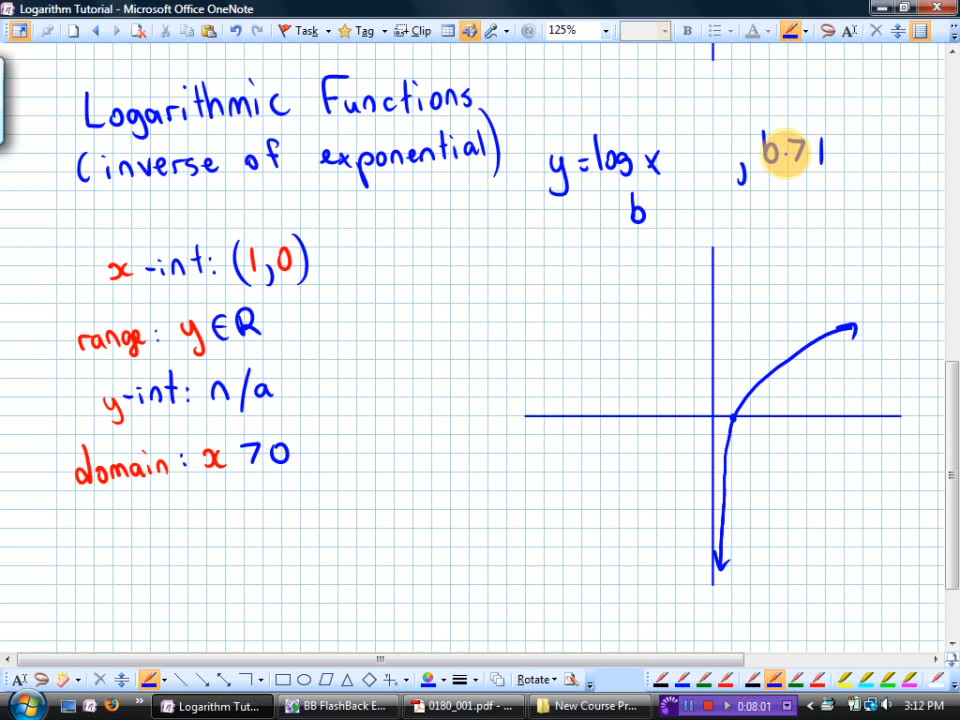 Logarithm Tutorial - Microsoft Office OneNote
Task Tag Clip 125% B A
Logarithmic Functions
(inverse of exponential)
y=log x , b > 1
b
x-int: (1,0)
range: y∈R
y-int: n/a
domain: x > 0
Rotate
Logarithm Tut... BB FlashBack E... 0180_001.pdf - ... New Course Pr... 0:08:01 3:12 PM